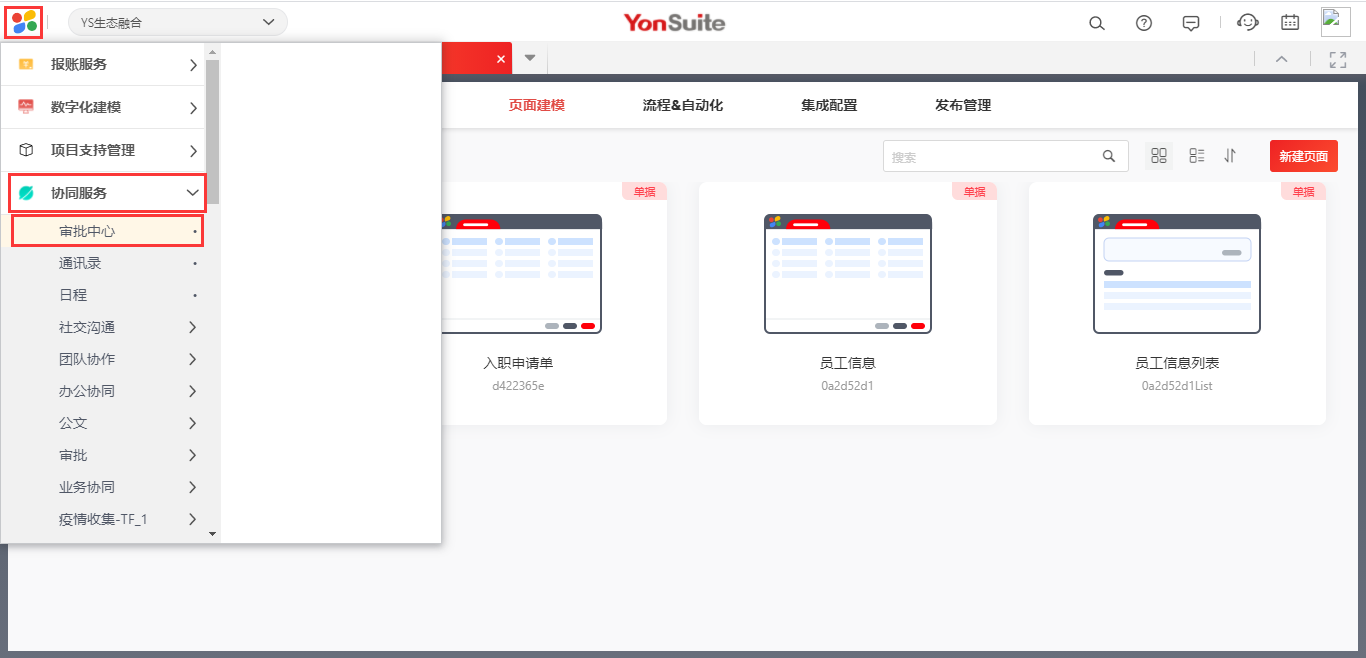 YS生态融合
YonSuite
报账服务
数字化建模
项目支持管理
协同服务
审批中心
通讯录
日程
社交沟通
团队协作
办公协同
公文
审批
业务协同
疫情收集-TF_1
页面建模
流程&自动化
集成配置
发布管理
搜索
新建页面
单据
入职申请单
d422365e
单据
员工信息
0a2d52d1
单据
员工信息列表
0a2d52d1List